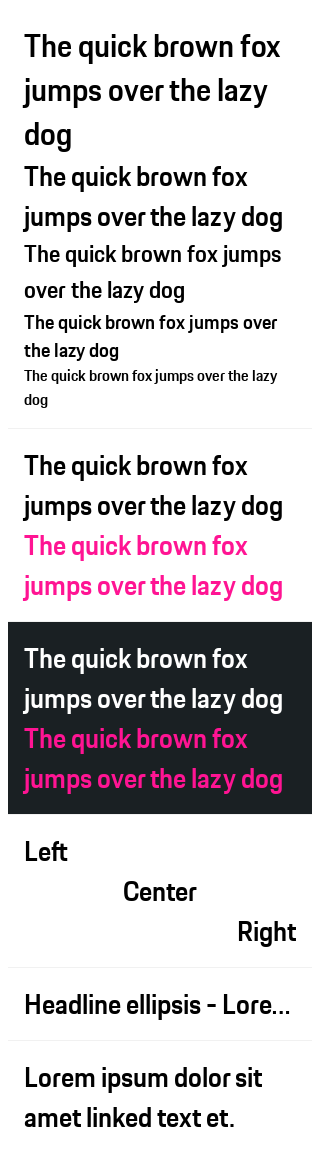 The quick brown fox
jumps over the lazy
dog
The quick brown fox
jumps over the lazy dog
The quick brown fox jumps
over the lazy dog
The quick brown fox jumps over
the lazy dog
The quick brown fox jumps over the lazy
dog
The quick brown fox
jumps over the lazy dog
The quick brown fox
jumps over the lazy dog
The quick brown fox
jumps over the lazy dog
The quick brown fox
jumps over the lazy dog
Left
Center
Right
Headline ellipsis - Lore...
Lorem ipsum dolor sit
amet linked text et.